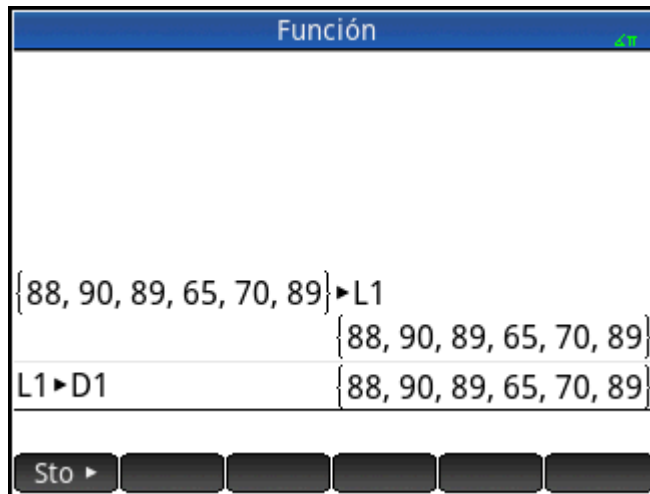 Función
∡π
{88, 90, 89, 65, 70, 89}▶L1
{88, 90, 89, 65, 70, 89}
L1▶D1
{88, 90, 89, 65, 70, 89}
Sto ▶